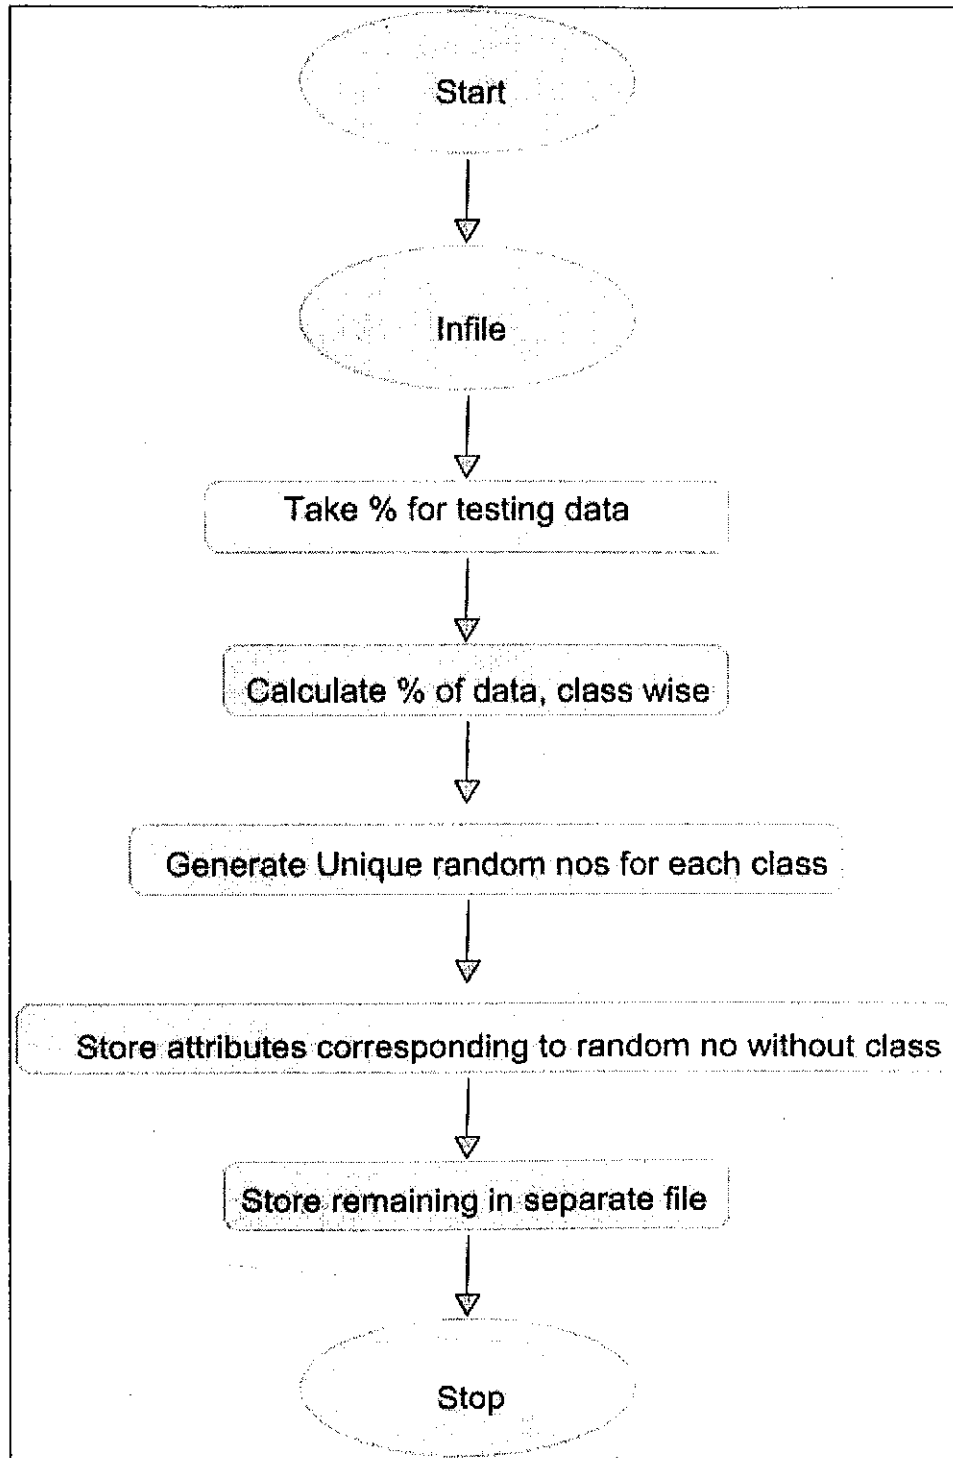 Start
Infile
Take % for testing data
Calculate % of data, class wise
Generate Unique random nos for each class
Store attributes corresponding to random no without class
Store remaining in separate file
Stop